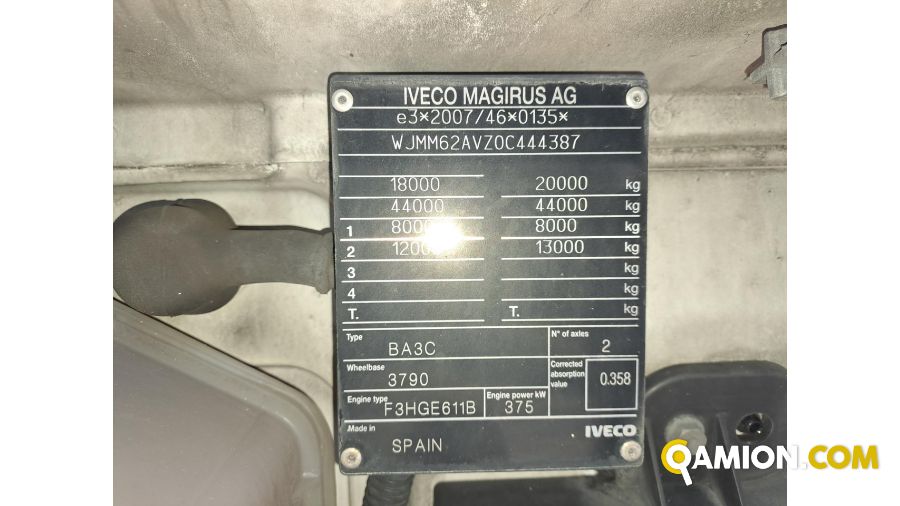 IVECO MAGIRUS AG
e3*2007/46*0135*
WJMM62AVZ0C444387
18000 20000 kg
44000 44000 kg
1 8000 8000 kg
2 12000 13000 kg
3 kg
4 kg
T. T. kg
Type BA3C N° of axles 2
Wheelbase 3790 Corrected absorption value 0.358
Engine type F3HGE611B Engine power kW 375
Made in SPAIN IVECO
QAMION.COM